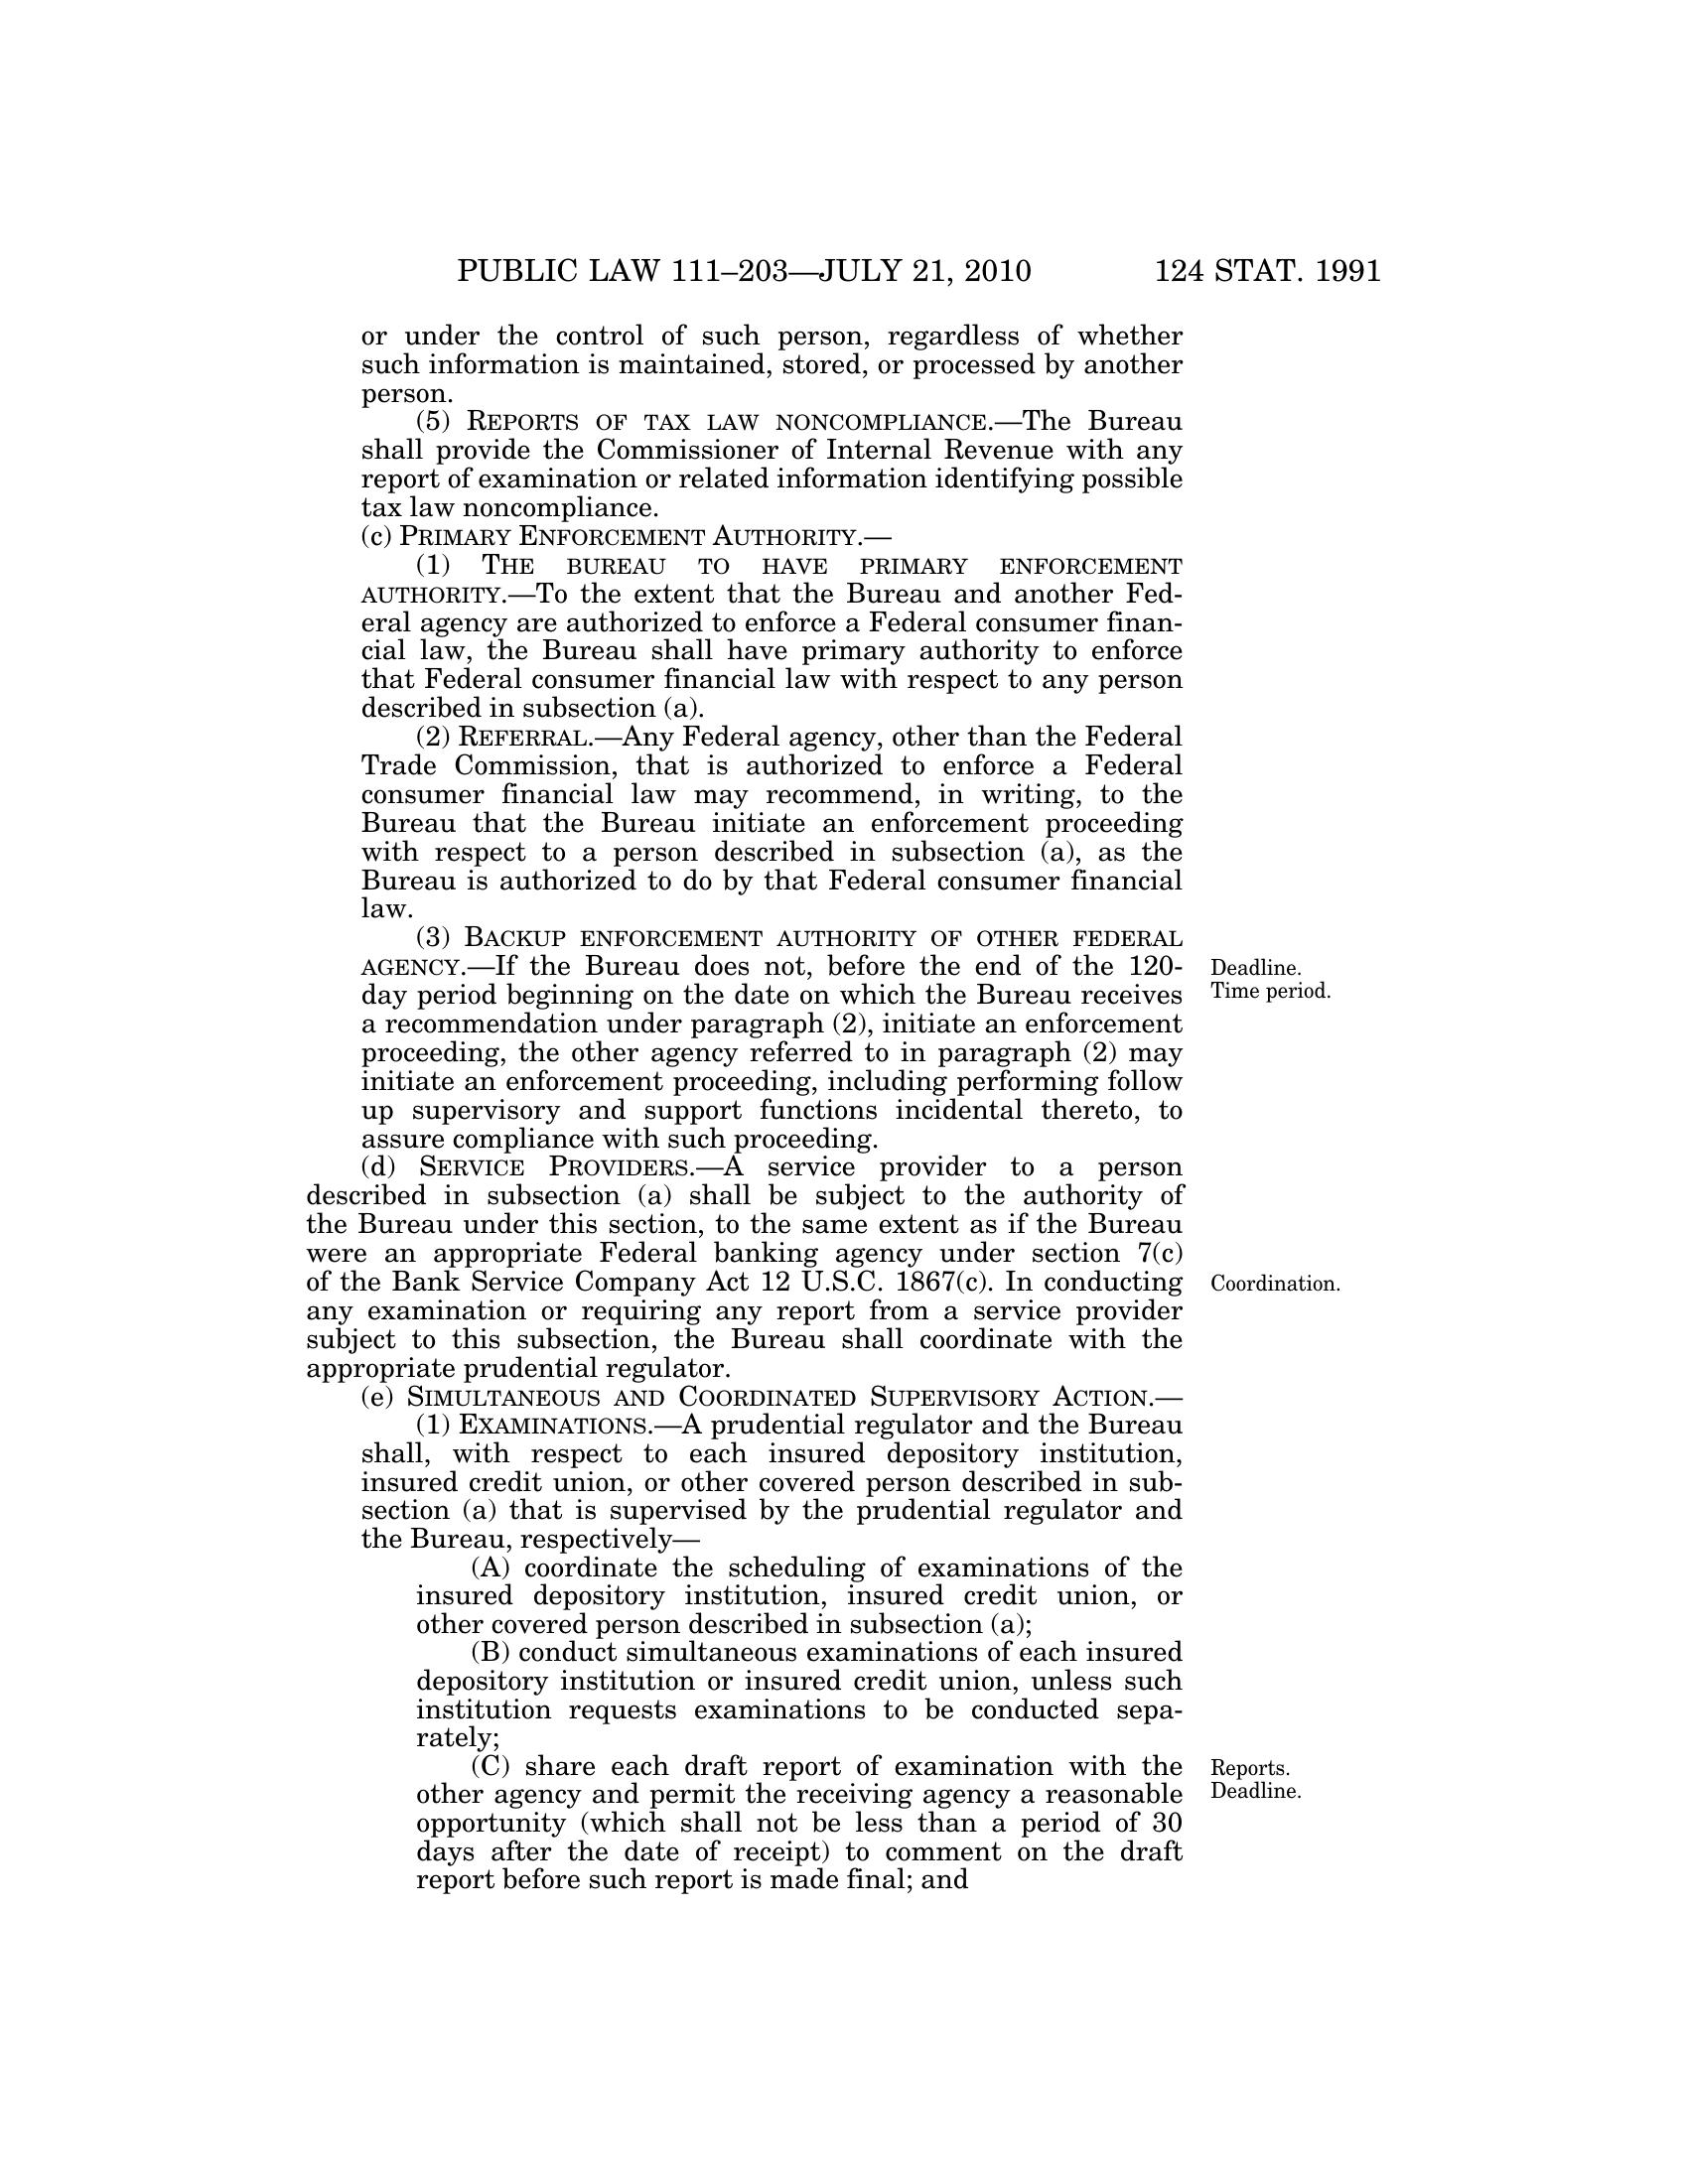 PUBLIC LAW 111–203—JULY 21, 2010 124 STAT. 1991
or under the control of such person, regardless of whether
such information is maintained, stored, or processed by another
person.
(5) REPORTS OF TAX LAW NONCOMPLIANCE.—The Bureau
shall provide the Commissioner of Internal Revenue with any
report of examination or related information identifying possible
tax law noncompliance.
(c) PRIMARY ENFORCEMENT AUTHORITY.—
(1) THE BUREAU TO HAVE PRIMARY ENFORCEMENT
AUTHORITY.—To the extent that the Bureau and another Fed-
eral agency are authorized to enforce a Federal consumer finan-
cial law, the Bureau shall have primary authority to enforce
that Federal consumer financial law with respect to any person
described in subsection (a).
(2) REFERRAL.—Any Federal agency, other than the Federal
Trade Commission, that is authorized to enforce a Federal
consumer financial law may recommend, in writing, to the
Bureau that the Bureau initiate an enforcement proceeding
with respect to a person described in subsection (a), as the
Bureau is authorized to do by that Federal consumer financial
law.
(3) BACKUP ENFORCEMENT AUTHORITY OF OTHER FEDERAL
AGENCY.—If the Bureau does not, before the end of the 120-
day period beginning on the date on which the Bureau receives
a recommendation under paragraph (2), initiate an enforcement
proceeding, the other agency referred to in paragraph (2) may
initiate an enforcement proceeding, including performing follow
up supervisory and support functions incidental thereto, to
assure compliance with such proceeding.
Deadline.
Time period.
(d) SERVICE PROVIDERS.—A service provider to a person
described in subsection (a) shall be subject to the authority of
the Bureau under this section, to the same extent as if the Bureau
were an appropriate Federal banking agency under section 7(c)
of the Bank Service Company Act 12 U.S.C. 1867(c). In conducting
any examination or requiring any report from a service provider
subject to this subsection, the Bureau shall coordinate with the
appropriate prudential regulator.
Coordination.
(e) SIMULTANEOUS AND COORDINATED SUPERVISORY ACTION.—
(1) EXAMINATIONS.—A prudential regulator and the Bureau
shall, with respect to each insured depository institution,
insured credit union, or other covered person described in sub-
section (a) that is supervised by the prudential regulator and
the Bureau, respectively—
(A) coordinate the scheduling of examinations of the
insured depository institution, insured credit union, or
other covered person described in subsection (a);
(B) conduct simultaneous examinations of each insured
depository institution or insured credit union, unless such
institution requests examinations to be conducted sepa-
rately;
(C) share each draft report of examination with the
other agency and permit the receiving agency a reasonable
opportunity (which shall not be less than a period of 30
days after the date of receipt) to comment on the draft
report before such report is made final; and
Reports.
Deadline.